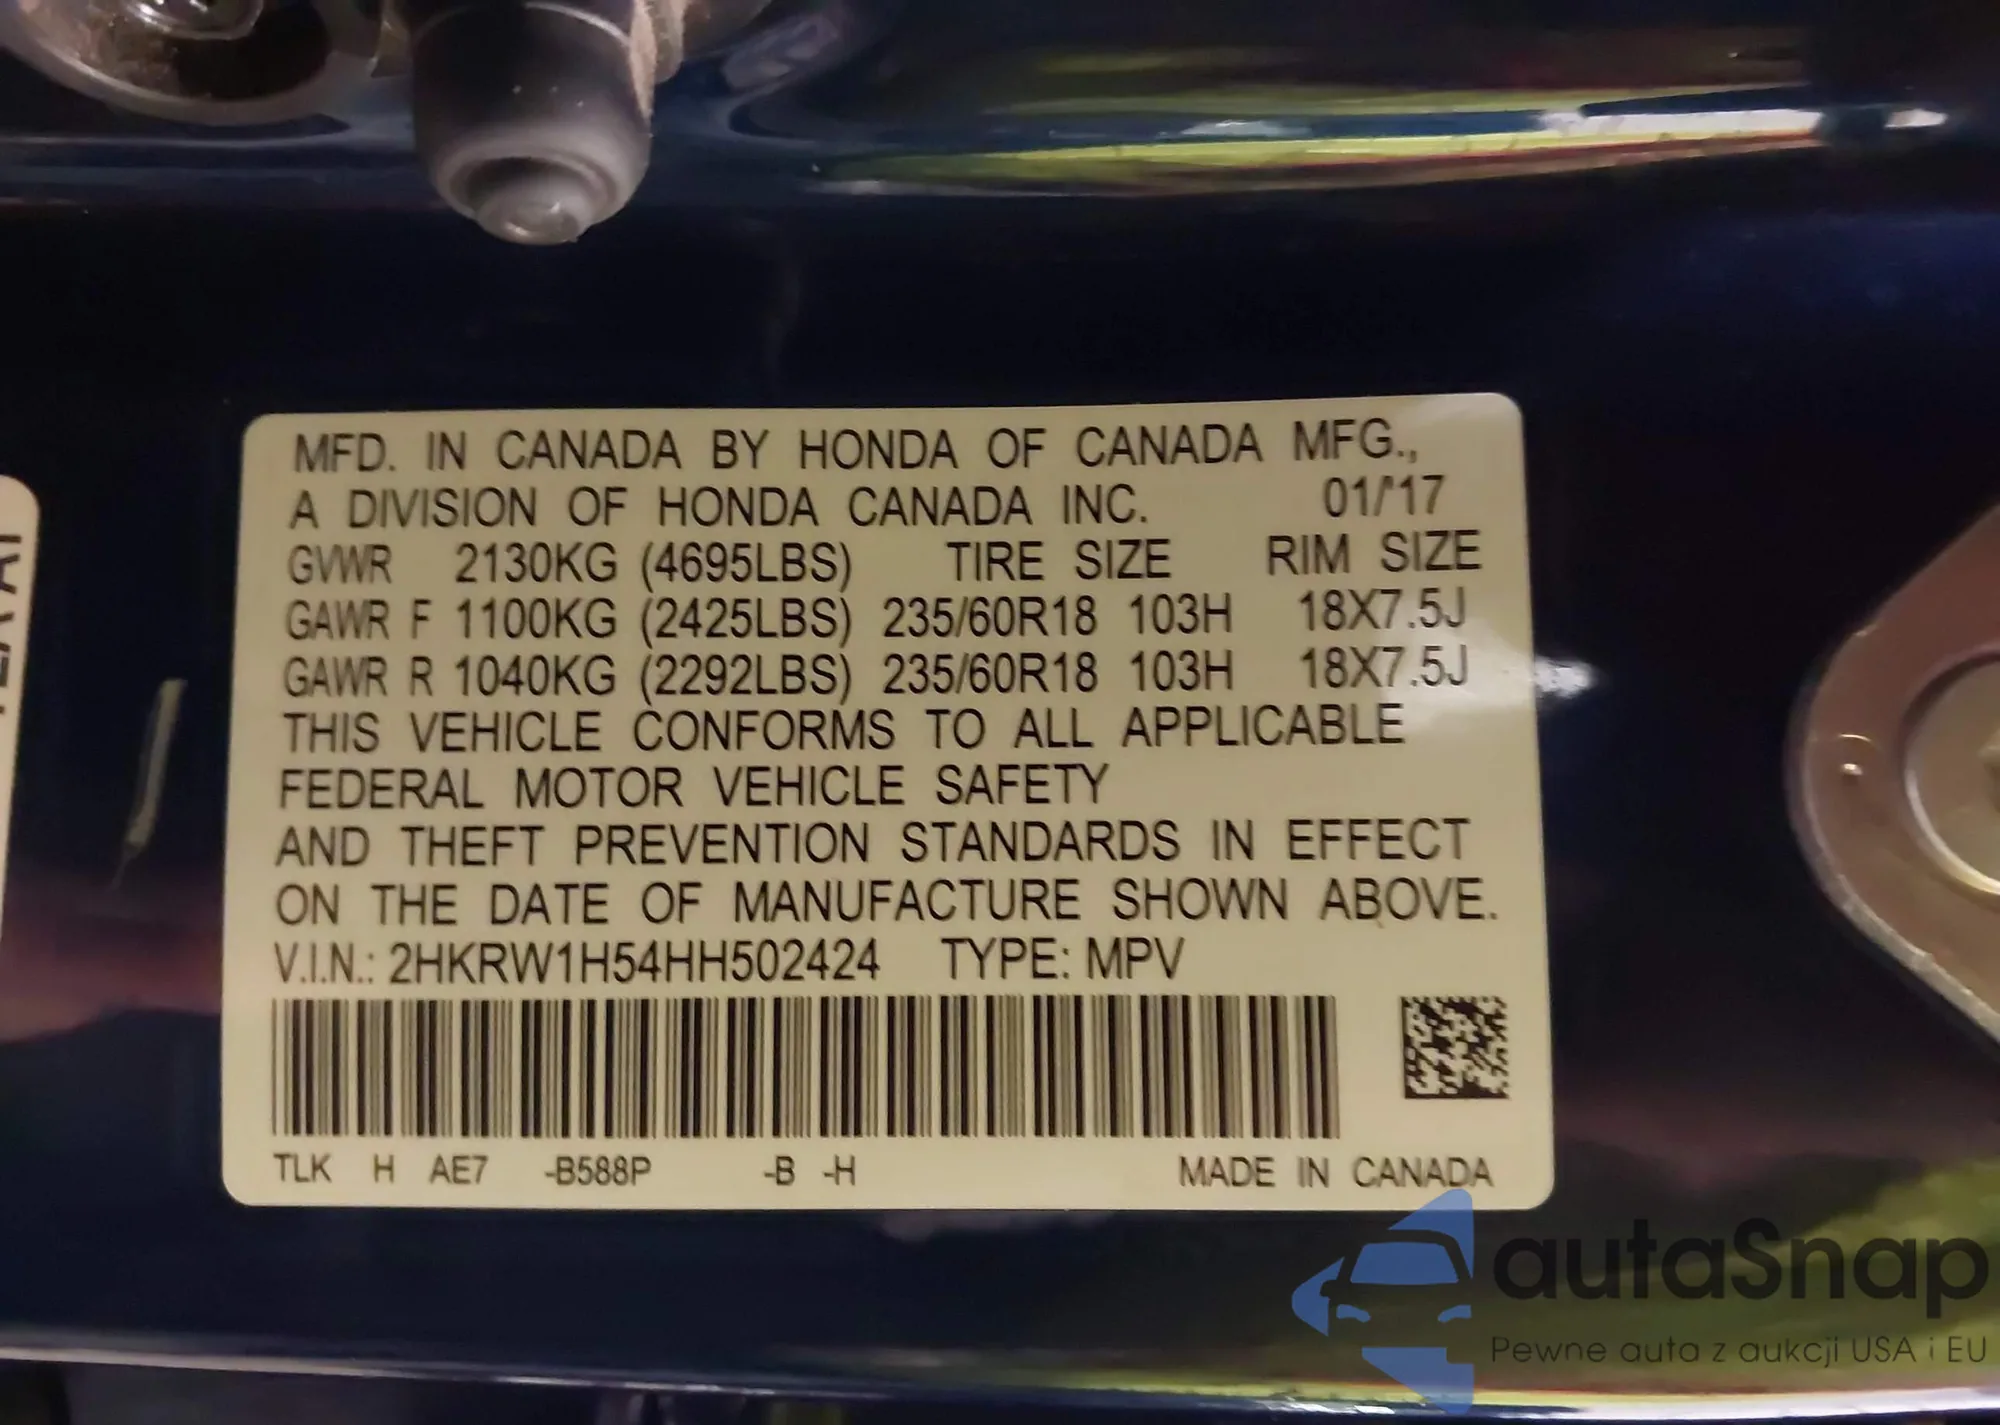 MFD. IN CANADA BY HONDA OF CANADA MFG.,
A DIVISION OF HONDA CANADA INC. 01/'17
GVWR 2130KG (4695LBS) TIRE SIZE RIM SIZE
GAWR F 1100KG (2425LBS) 235/60R18 103H 18X7.5J
GAWR R 1040KG (2292LBS) 235/60R18 103H 18X7.5J
THIS VEHICLE CONFORMS TO ALL APPLICABLE
FEDERAL MOTOR VEHICLE SAFETY
AND THEFT PREVENTION STANDARDS IN EFFECT
ON THE DATE OF MANUFACTURE SHOWN ABOVE.
V.I.N.: 2HKRW1H54HH502424 TYPE: MPV
TLK H AE7 -B588P -B -H MADE IN CANADA
autaSnap
Pewne auta z aukcji USA i EU